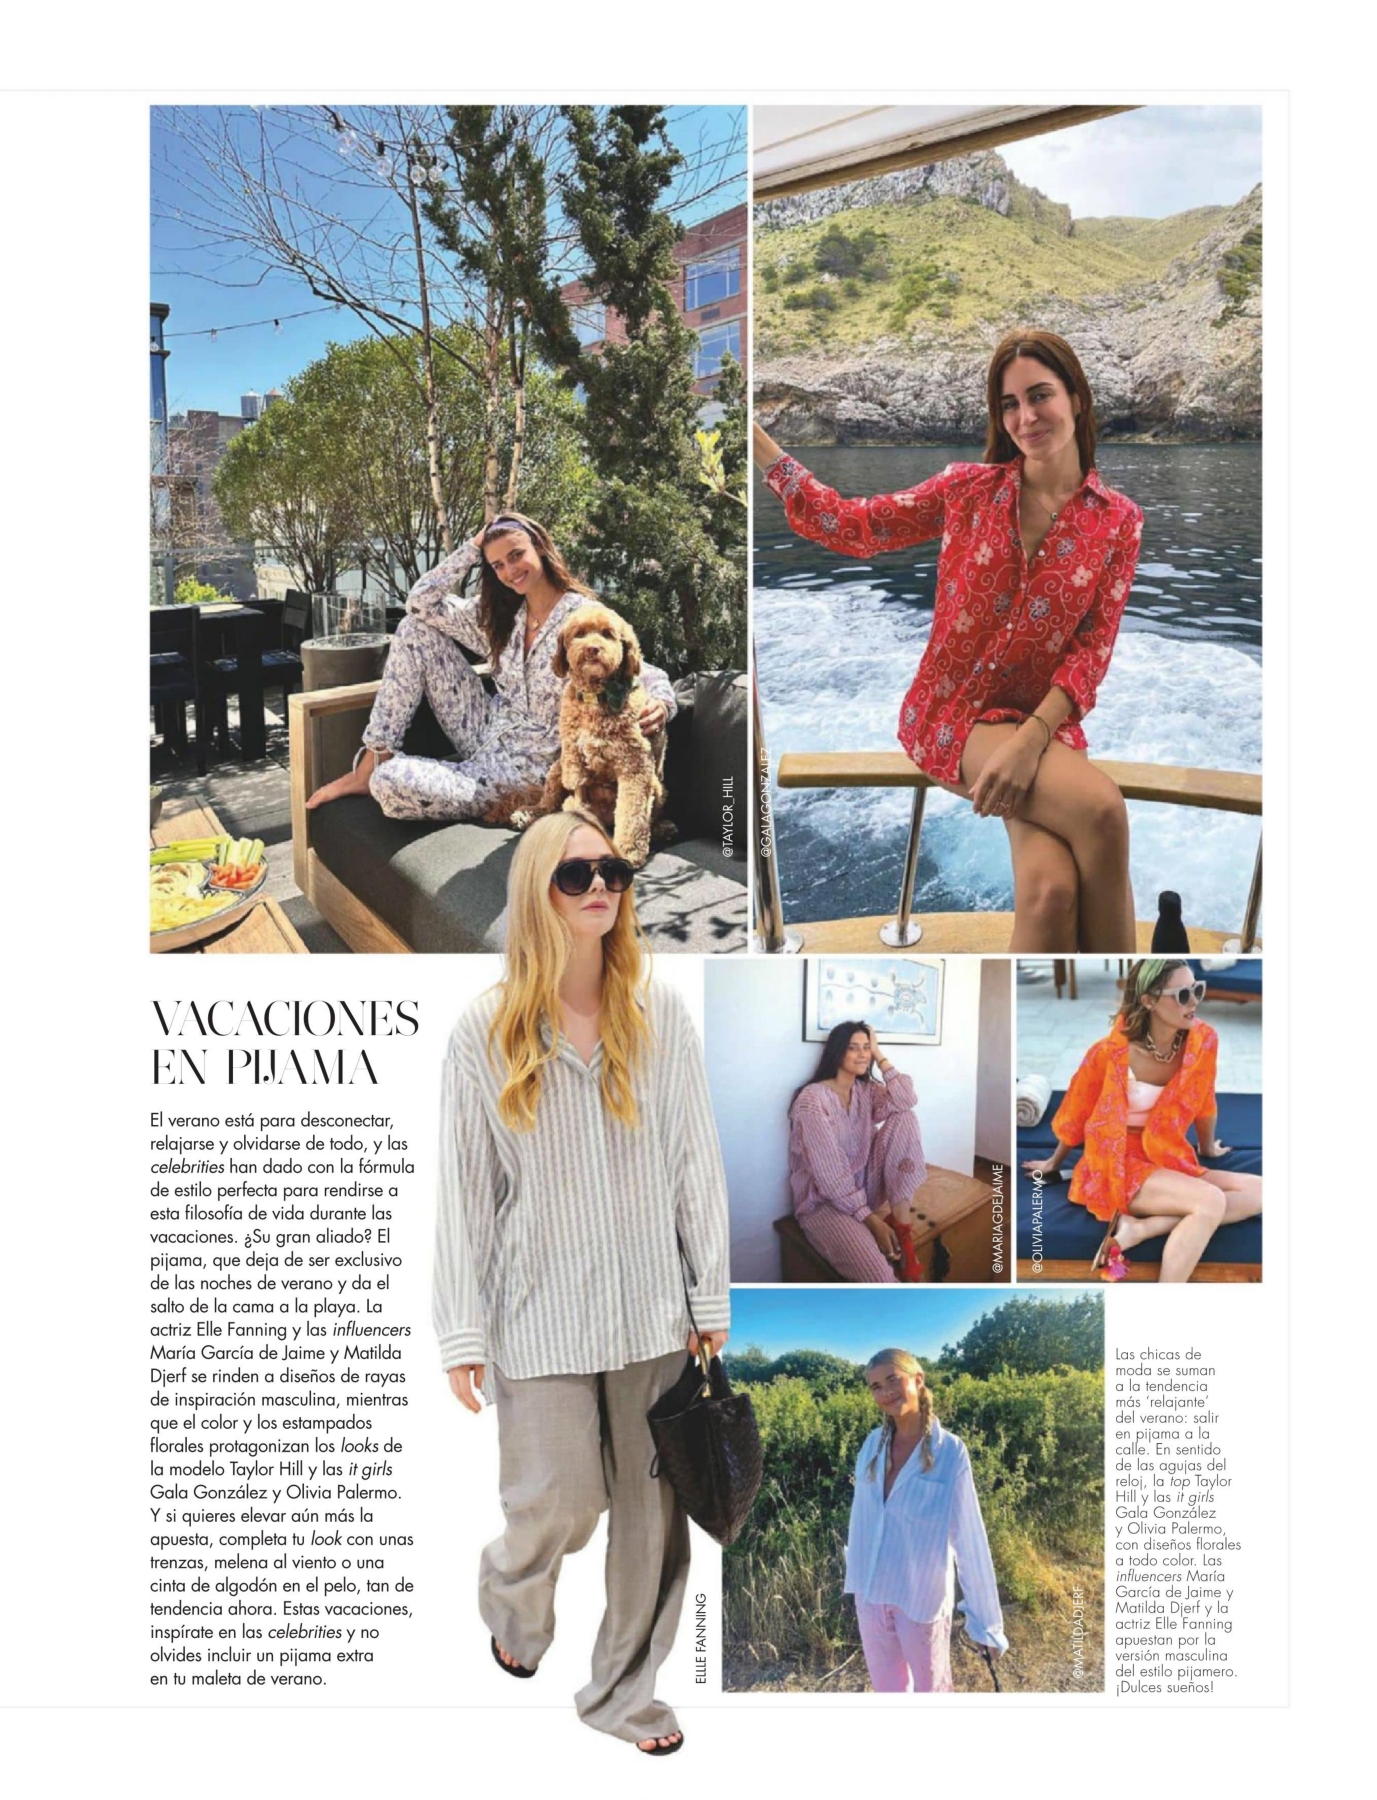 @TAYLOR_HILL
@GALAGONZALEZ
VACACIONES
EN PIJAMA
El verano está para desconectar,
relajarse y olvidarse de todo, y las
celebrities han dado con la fórmula
de estilo perfecta para rendirse a
esta filosofía de vida durante las
vacaciones. ¿Su gran aliado? El
pijama, que deja de ser exclusivo
de las noches de verano y da el
salto de la cama a la playa. La
actriz Elle Fanning y las influencers
María García de Jaime y Matilda
Djerf se rinden a diseños de rayas
de inspiración masculina, mientras
que el color y los estampados
florales protagonizan los looks de
la modelo Taylor Hill y las it girls
Gala González y Olivia Palermo.
Y si quieres elevar aún más la
apuesta, completa tu look con unas
trenzas, melena al viento o una
cinta de algodón en el pelo, tan de
tendencia ahora. Estas vacaciones,
inspírate en las celebrities y no
olvides incluir un pijama extra
en tu maleta de verano.
ELLLE FANNING
@MARIAGDEJAIME
@OLIVIAPALERMO
@MATILDADJERF
Las chicas de
moda se suman
a la tendencia
más ‘relajante’
del verano: salir
en pijama a la
calle. En sentido
de las agujas del
reloj, la top Taylor
Hill y las it girls
Gala González
y Olivia Palermo,
con diseños florales
a todo color. Las
influencers María
García de Jaime y
Matilda Djerf y la
actriz Elle Fanning
apuestan por la
versión masculina
del estilo pijamero.
¡Dulces sueños!